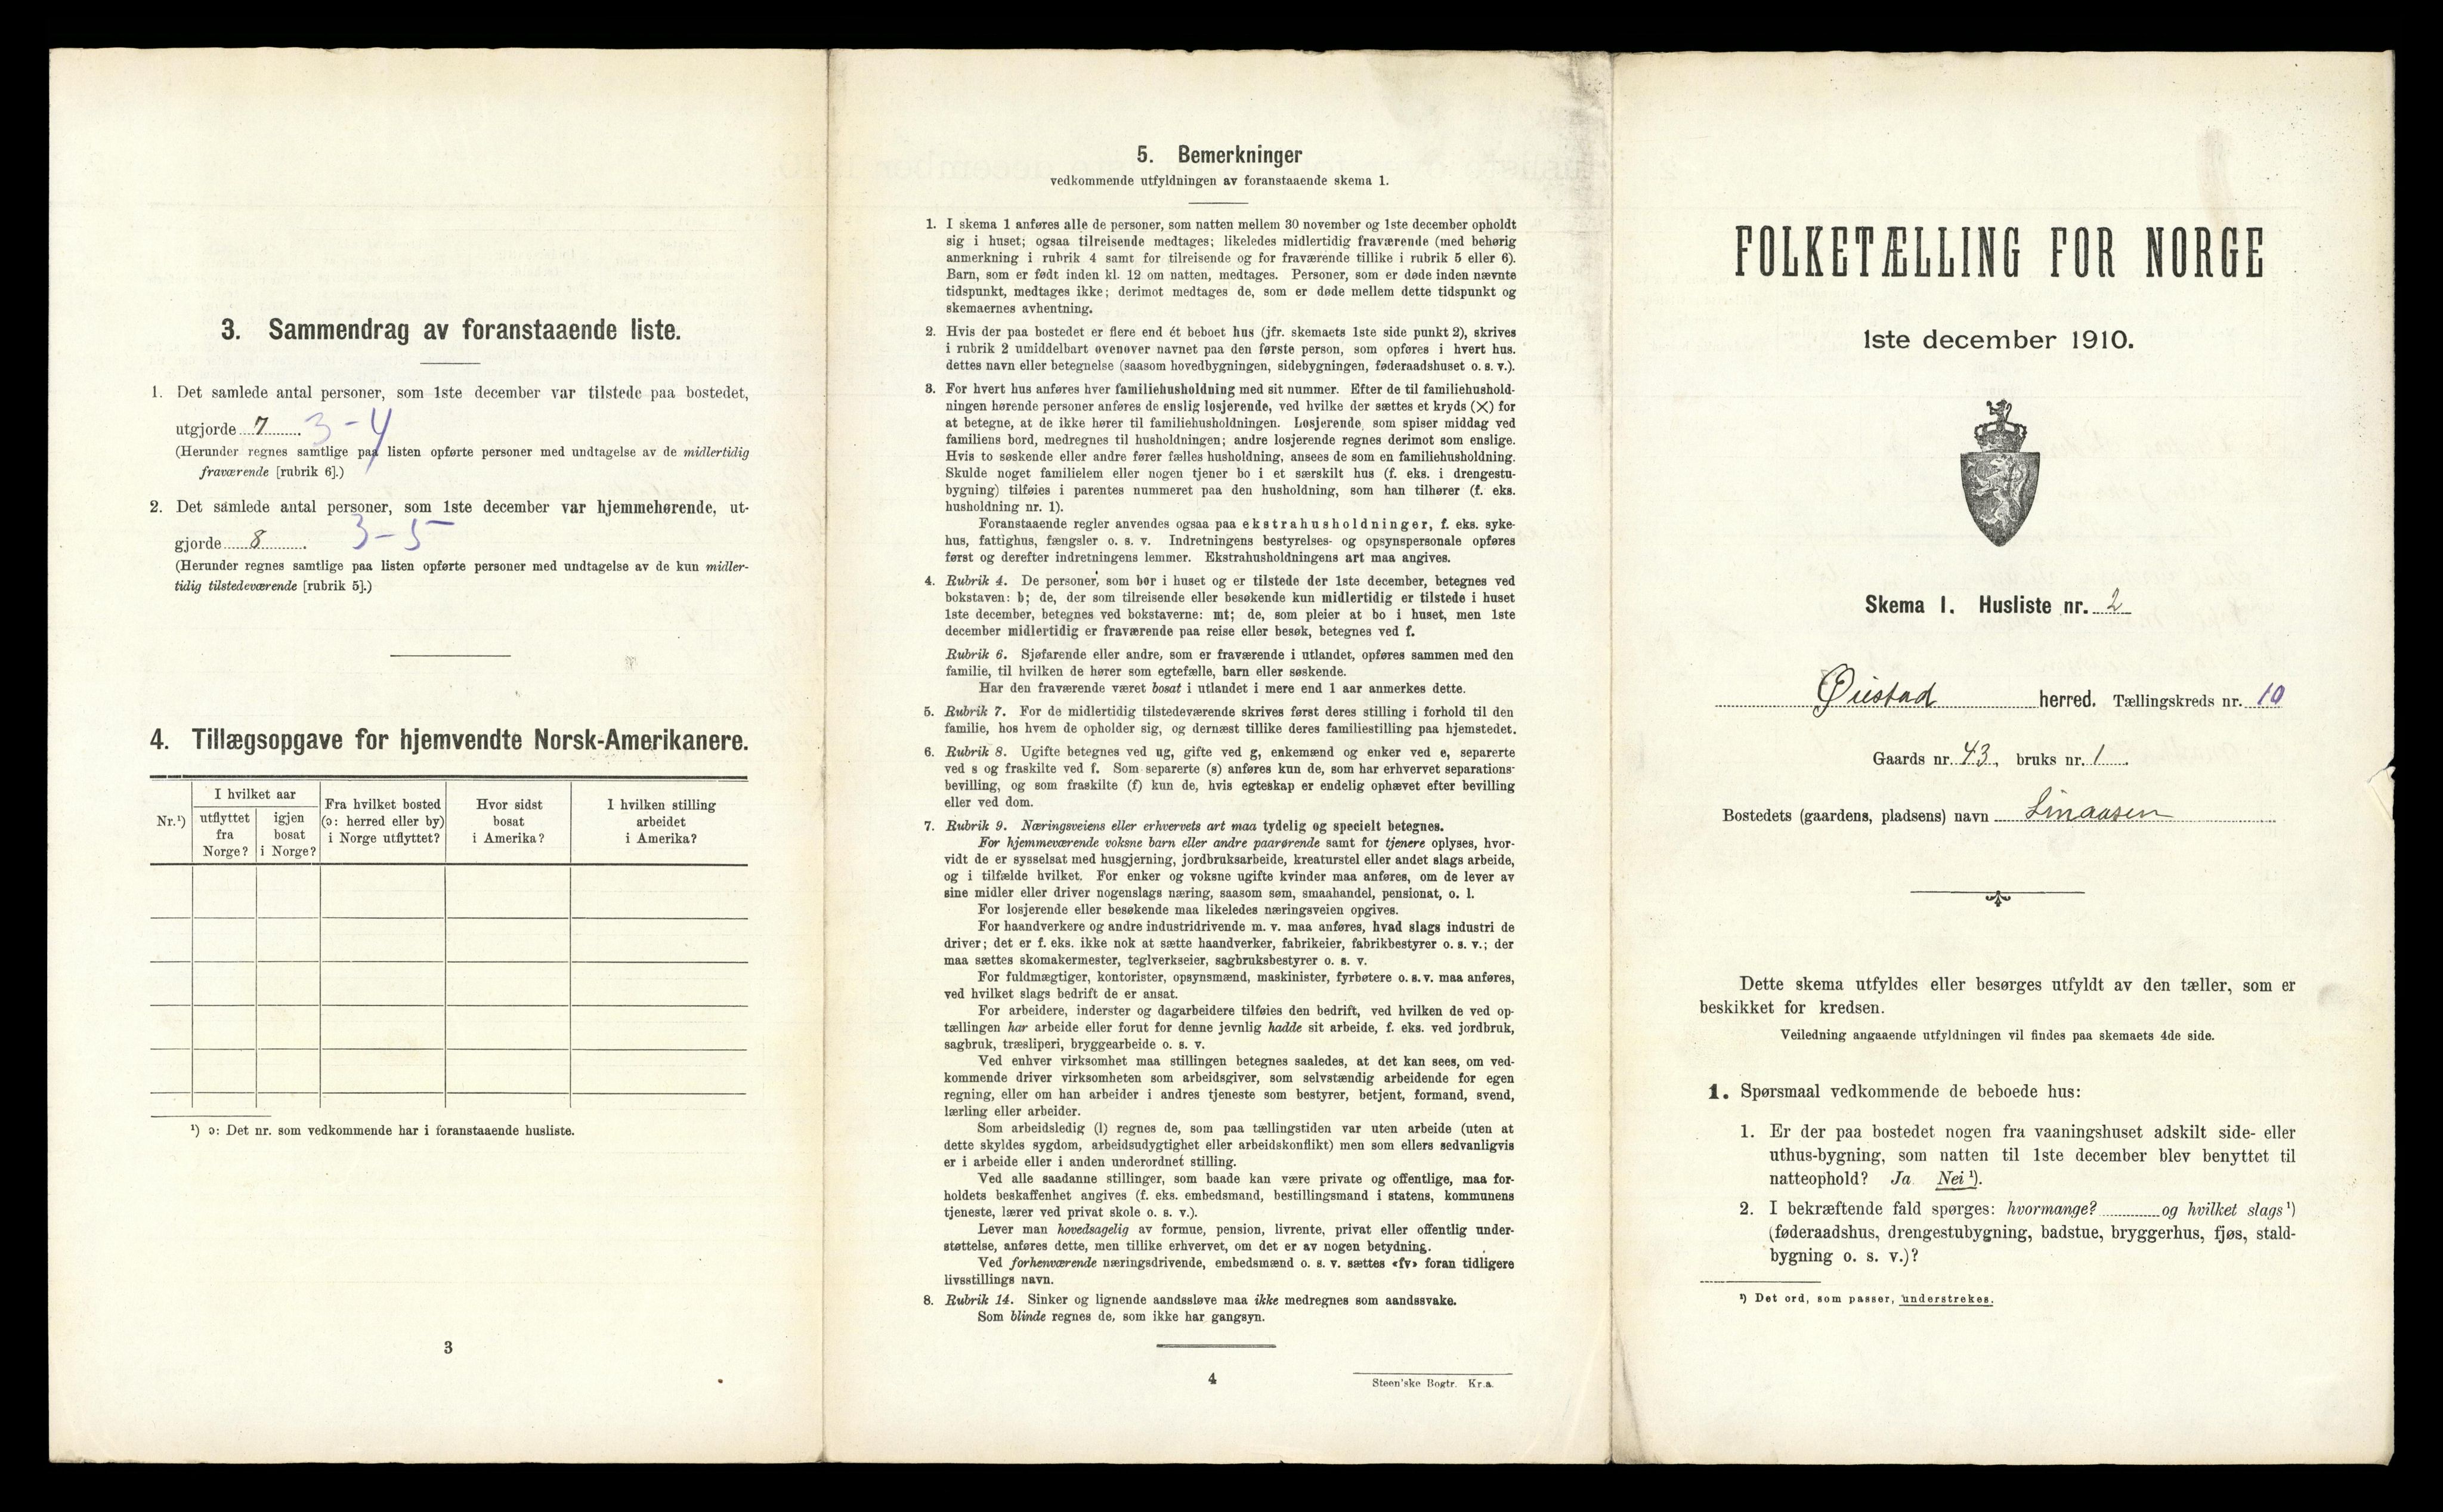 3. Sammendrag av foranstaaende liste.
1. Det samlede antal personer, som 1ste december var tilstede paa bostedet,
utgjorde 7 . 3-4
(Herunder regnes samtlige paa listen opførte personer med undtagelse av de midlertidig
fraværende [rubrik 6].)
2. Det samlede antal personer, som 1ste december var hjemmehørende, ut-
gjorde 8 . 3-5
(Herunder regnes samtlige paa listen opførte personer med undtagelse av de kun midler-
tidig tilstedeværende [rubrik 5].)
4. Tillægsopgave for hjemvendte Norsk-Amerikanere.
Nr.¹) I hvilket aar utflyttet fra Norge? igjen bosat i Norge? Fra hvilket bosted (ɔ: herred eller by) i Norge utflyttet? Hvor sidst bosat i Amerika? I hvilken stilling arbeidet i Amerika?
¹) ɔ: Det nr. som vedkommende har i foranstaaende husliste.
3
5. Bemerkninger
vedkommende utfyldningen av foranstaaende skema 1.
1. I skema 1 anføres alle de personer, som natten mellem 30 november og 1ste december opholdt
sig i huset; ogsaa tilreisende medtages; likeledes midlertidig fraværende (med behørig
anmerkning i rubrik 4 samt for tilreisende og for fraværende tillike i rubrik 5 eller 6).
Barn, som er født inden kl. 12 om natten, medtages. Personer, som er døde inden nævnte
tidspunkt, medtages ikke; derimot medtages de, som er døde mellem dette tidspunkt og
skemaernes avhentning.
2. Hvis der paa bostedet er flere end ét beboet hus (jfr. skemaets 1ste side punkt 2), skrives
i rubrik 2 umiddelbart ovenover navnet paa den første person, som opføres i hvert hus.
dettes navn eller betegnelse (saasom hovedbygningen, sidebygningen, føderaadshuset o. s. v.).
3. For hvert hus anføres hver familiehusholdning med sit nummer. Efter de til familiehushold-
ningen hørende personer anføres de enslig losjerende, ved hvilke der sættes et kryds (×) for
at betegne, at de ikke hører til familiehusholdningen. Losjerende, som spiser middag ved
familiens bord, medregnes til husholdningen; andre losjerende regnes derimot som enslige.
Hvis to søskende eller andre fører fælles husholdning, ansees de som en familiehusholdning.
Skulde noget familielem eller nogen tjener bo i et særskilt hus (f. eks. i drengestu-
bygning) tilføies i parentes nummeret paa den husholdning, som han tilhører (f. eks.
husholdning nr. 1).
Foranstaaende regler anvendes ogsaa paa ekstrahusholdninger, f. eks. syke-
hus, fattighus, fængsler o. s. v. Indretningens bestyrelses- og opsynspersonale opføres
først og derefter indretningens lemmer. Ekstrahusholdningens art maa angives.
4. Rubrik 4. De personer, som bor i huset og er tilstede der 1ste december, betegnes ved
bokstaven: b; de, der som tilreisende eller besøkende kun midlertidig er tilstede i huset
1ste december, betegnes ved bokstaverne: mt; de, som pleier at bo i huset, men 1ste
december midlertidig er fraværende paa reise eller besøk, betegnes ved f.
Rubrik 6. Sjøfarende eller andre, som er fraværende i utlandet, opføres sammen med den
familie, til hvilken de hører som egtefælle, barn eller søskende.
Har den fraværende været bosat i utlandet i mere end 1 aar anmerkes dette.
5. Rubrik 7. For de midlertidig tilstedeværende skrives først deres stilling i forhold til den
familie, hos hvem de opholder sig, og dernæst tillike deres familiestilling paa hjemstedet.
6. Rubrik 8. Ugifte betegnes ved ug, gifte ved g, enkemænd og enker ved e, separerte
ved s og fraskilte ved f. Som separerte (s) anføres kun de, som har erhvervet separations-
bevilling, og som fraskilte (f) kun de, hvis egteskap er endelig ophævet efter bevilling
eller ved dom.
7. Rubrik 9. Næringsveiens eller erhvervets art maa tydelig og specielt betegnes.
For hjemmeværende voksne barn eller andre paarørende samt for tjenere oplyses, hvor-
vidt de er sysselsat med husgjerning, jordbruksarbeide, kreaturstel eller andet slags arbeide,
og i tilfælde hvilket. For enker og voksne ugifte kvinder maa anføres, om de lever av
sine midler eller driver nogenslags næring, saasom søm, smaahandel, pensionat, o. l.
For losjerende eller besøkende maa likeledes næringsveien opgives.
For haandverkere og andre industridrivende m. v. maa anføres, hvad slags industri de
driver; det er f. eks. ikke nok at sætte haandverker, fabrikeier, fabrikbestyrer o. s. v.; der
maa sættes skomakermester, teglverkseier, sagbruksbestyrer o. s. v.
For fuldmægtiger, kontorister, opsynsmænd, maskinister, fyrbøtere o. s. v. maa anføres,
ved hvilket slags bedrift de er ansat.
For arbeidere, inderster og dagarbeidere tilføies den bedrift, ved hvilken de ved op-
tællingen har arbeide eller forut for denne jevnlig hadde sit arbeide, f. eks. ved jordbruk,
sagbruk, træsliperi, bryggearbeide o. s. v.
Ved enhver virksomhet maa stillingen betegnes saaledes, at det kan sees, om ved-
kommende driver virksomheten som arbeidsgiver, som selvstændig arbeidende for egen
regning, eller om han arbeider i andres tjeneste som bestyrer, betjent, formand, svend,
lærling eller arbeider.
Som arbeidsledig (l) regnes de, som paa tællingstiden var uten arbeide (uten at
dette skyldes sygdom, arbeidsudygtighet eller arbeidskonflikt) men som ellers sedvanligvis
er i arbeide eller i anden underordnet stilling.
Ved alle saadanne stillinger, som baade kan være private og offentlige, maa for-
holdets beskaffenhet angives (f. eks. embedsmand, bestillingsmand i statens, kommunens
tjeneste, lærer ved privat skole o. s. v.).
Lever man hovedsagelig av formue, pension, livrente, privat eller offentlig under-
støttelse, anføres dette, men tillike erhvervet, om det er av nogen betydning.
Ved forhenværende næringsdrivende, embedsmænd o. s. v. sættes «fv» foran tidligere
livsstillings navn.
8. Rubrik 14. Sinker og lignende aandssløve maa ikke medregnes som aandssvake.
Som blinde regnes de, som ikke har gangsyn.
4
Steen'ske Bogtr. Kr.a.
FOLKETÆLLING FOR NORGE
1ste december 1910.
Skema 1. Husliste nr. 2
Øiestad herred. Tællingskreds nr. 10
Gaards nr. 43, bruks nr. 1 .
Bostedets (gaardens, pladsens) navn Linaasen
Dette skema utfyldes eller besørges utfyldt av den tæller, som er
beskikket for kredsen.
Veiledning angaaende utfyldningen vil findes paa skemaets 4de side.
1. Spørsmaal vedkommende de beboede hus:
1. Er der paa bostedet nogen fra vaaningshuset adskilt side- eller
uthus-bygning, som natten til 1ste december blev benyttet til
natteophold? Ja Nei ¹).
2. I bekræftende fald spørges: hvormange? og hvilket slags ¹)
(føderaadshus, drengestubygning, badstue, bryggerhus, fjøs, stald-
bygning o. s. v.)?
¹) Det ord, som passer, understrekes.